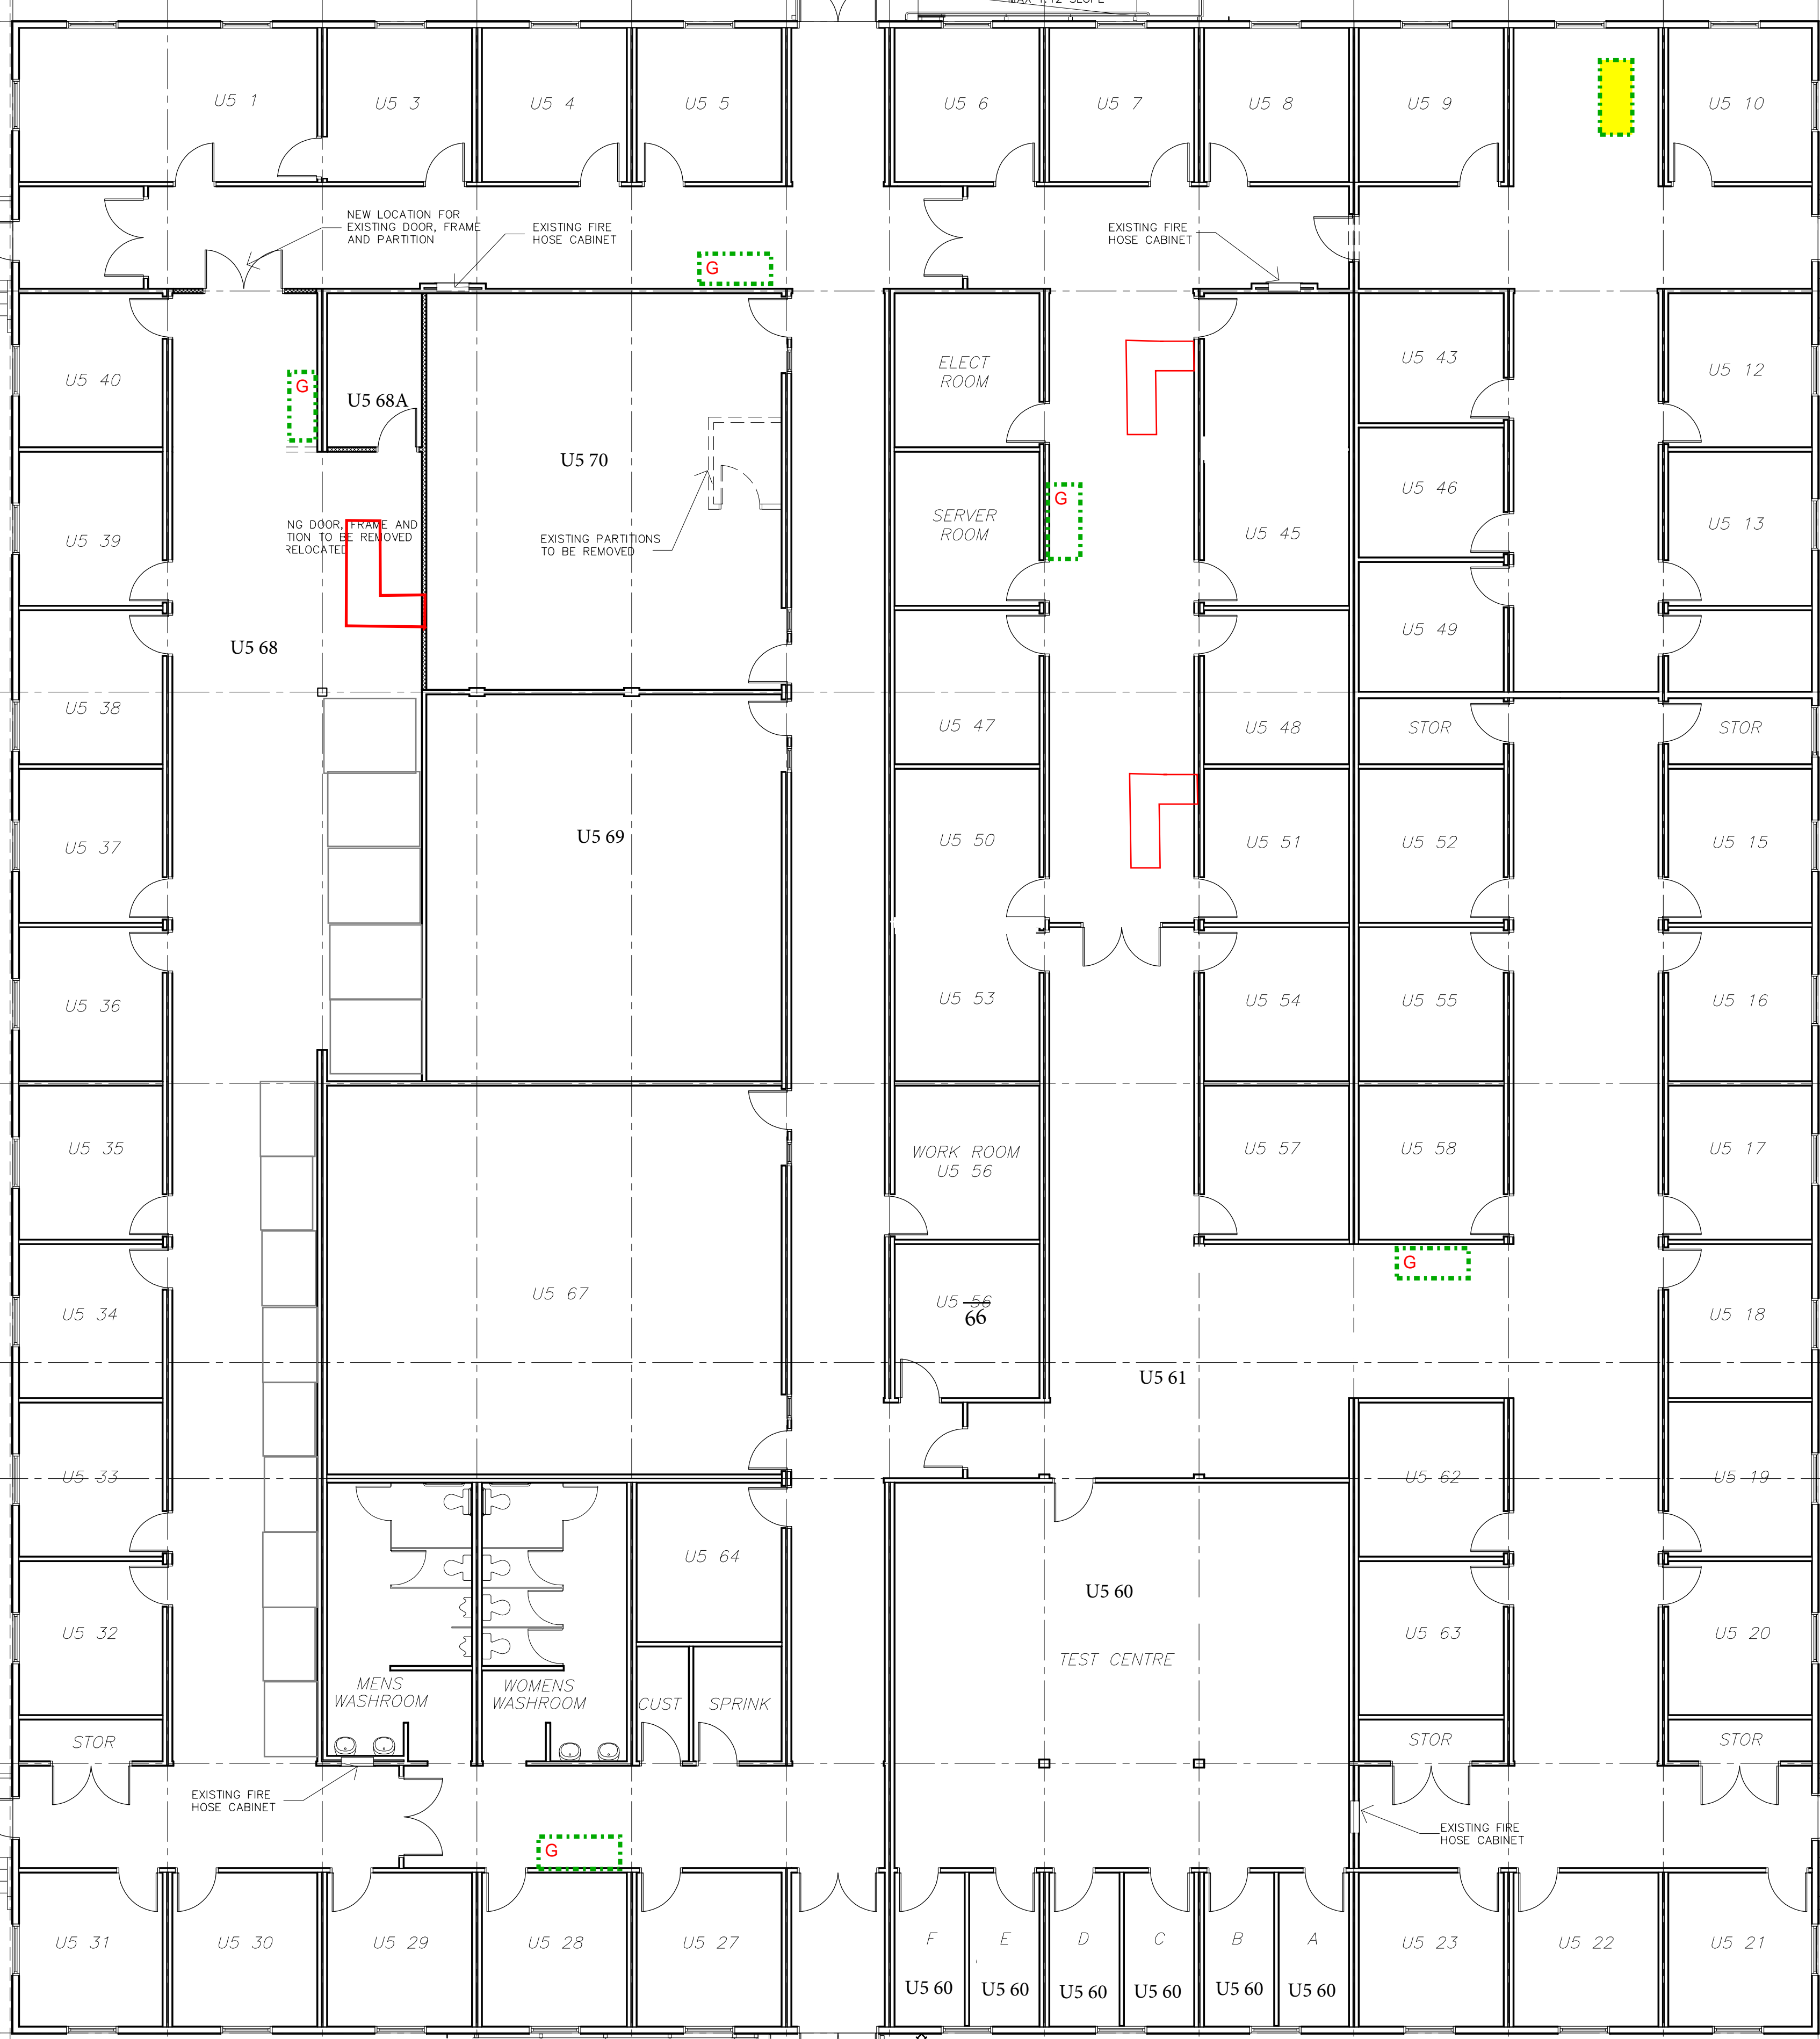 MAX 1:12 SLOPE
U5 1
U5 3
U5 4
U5 5
U5 6
U5 7
U5 8
U5 9
U5 10
NEW LOCATION FOR
EXISTING DOOR, FRAME
AND PARTITION
EXISTING FIRE
HOSE CABINET
G
EXISTING FIRE
HOSE CABINET
U5 40
G
U5 68A
U5 70
ELECT
ROOM
U5 43
U5 12
U5 39
NG DOOR, FRAME AND
TION TO BE REMOVED
RELOCATED
EXISTING PARTITIONS
TO BE REMOVED
SERVER
ROOM
G
U5 45
U5 46
U5 13
U5 68
U5 49
U5 38
U5 47
U5 48
STOR
STOR
U5 37
U5 69
U5 50
U5 51
U5 52
U5 15
U5 36
U5 53
U5 54
U5 55
U5 16
U5 35
WORK ROOM
U5 56
U5 57
U5 58
U5 17
U5 34
U5 67
U5 56
66
G
U5 18
U5 61
U5 33
U5 62
U5 19
U5 64
U5 60
U5 32
TEST CENTRE
U5 63
U5 20
MENS
WASHROOM
WOMENS
WASHROOM
CUST
SPRINK
STOR
STOR
STOR
EXISTING FIRE
HOSE CABINET
G
EXISTING FIRE
HOSE CABINET
U5 31
U5 30
U5 29
U5 28
U5 27
F
E
D
C
B
A
U5 60
U5 60
U5 60
U5 60
U5 60
U5 60
U5 23
U5 22
U5 21